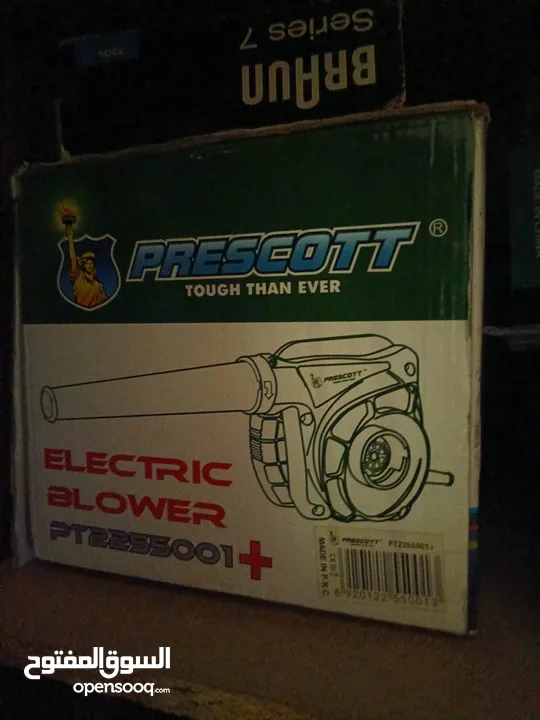 BRAUN
Series 7
PRESCOTT ®
TOUGH THAN EVER
PRESCOTT
ELECTRIC
BLOWER
PT2255001+
PRESCOTT PT2255001+
MADE IN P.R.C
6 920122 550013
السوق المفتوح
opensooq.com